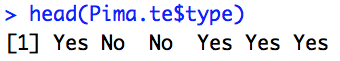 > head(Pima.te$type)
[1] Yes No  No  Yes Yes Yes